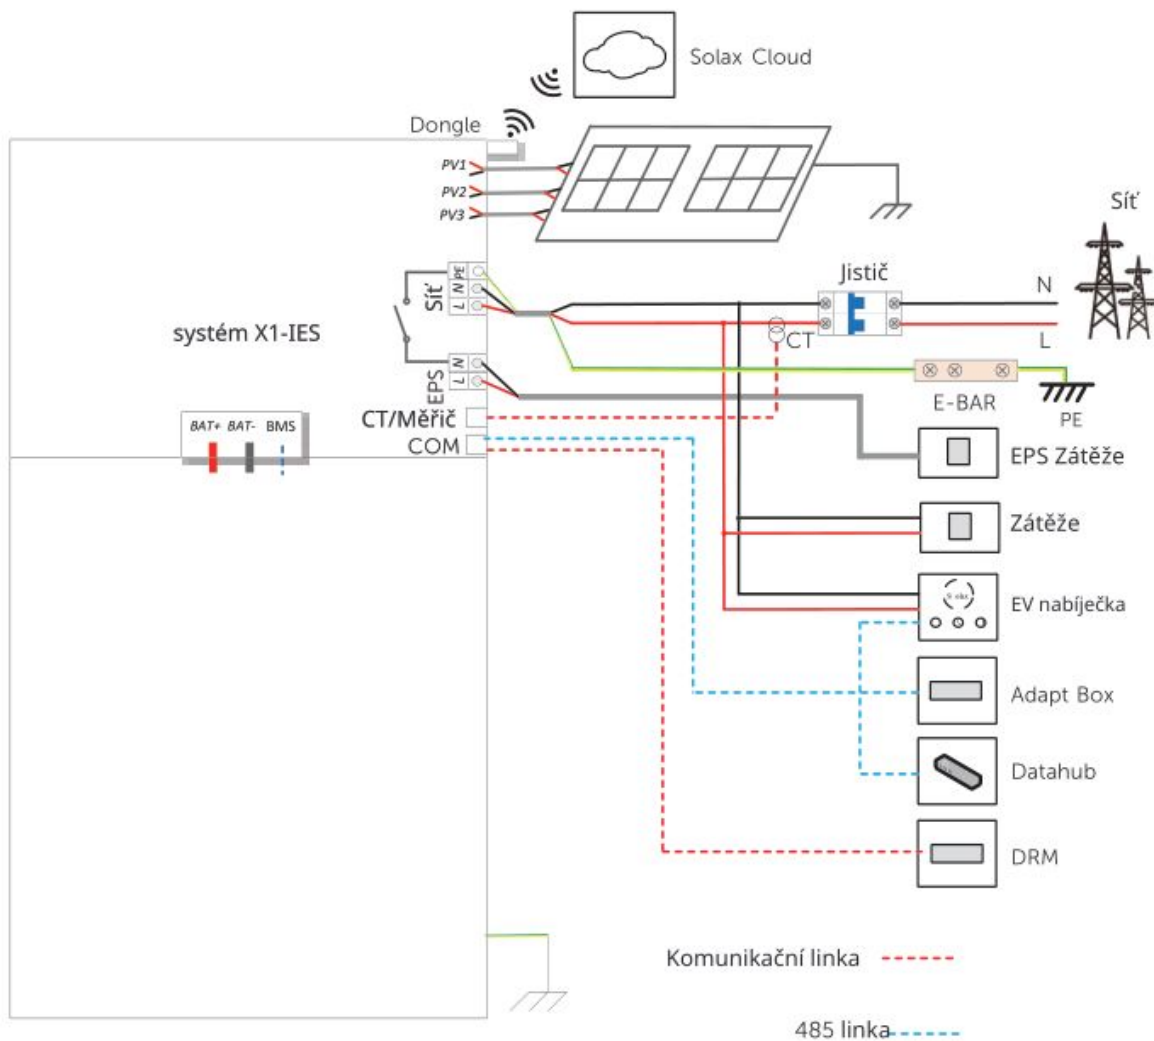 Solax Cloud
Dongle
PV1
PV2
PV3
Síť
Jistič
PE
N
L
Síť
N
L
CT
systém X1-IES
N
L
EPS
E-BAR
PE
CT/Měřič
COM
BAT+ BAT- BMS
EPS Zátěže
Zátěže
EV nabíječka
Adapt Box
Datahub
DRM
Komunikační linka
485 linka